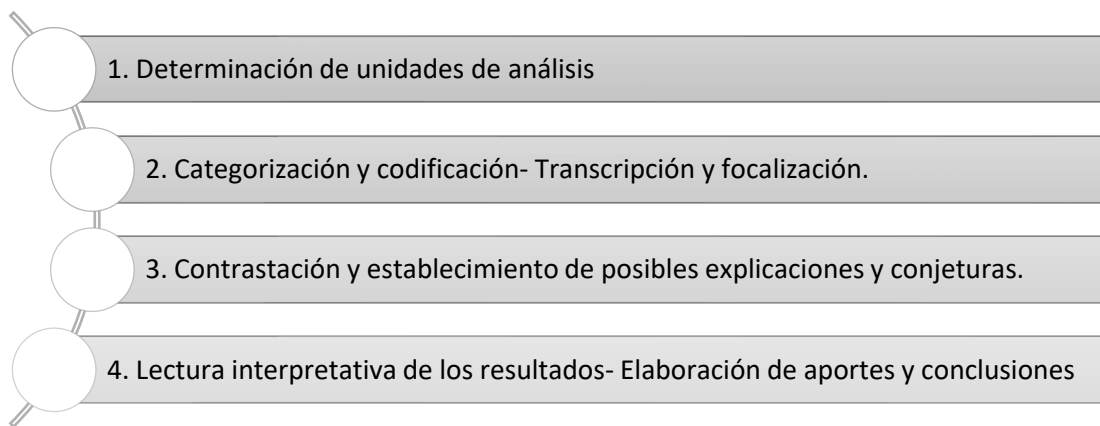 1. Determinación de unidades de análisis
2. Categorización y codificación- Transcripción y focalización.
3. Contrastación y establecimiento de posibles explicaciones y conjeturas.
4. Lectura interpretativa de los resultados- Elaboración de aportes y conclusiones